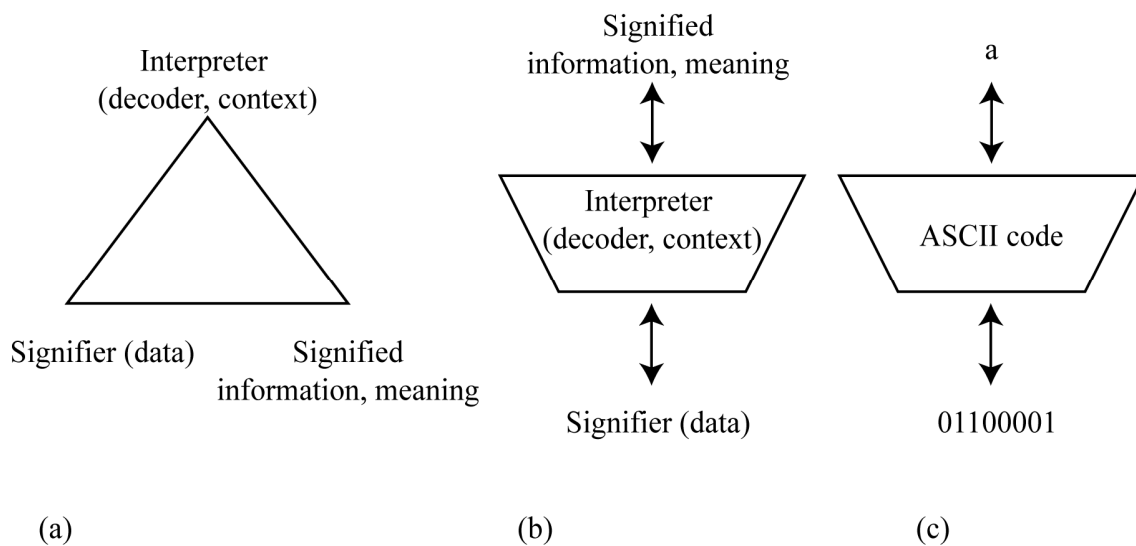 Interpreter
(decoder, context)
Signifier (data)
Signified
information, meaning
(a)
Signified
information, meaning
Interpreter
(decoder, context)
Signifier (data)
(b)
a
ASCII code
01100001
(c)